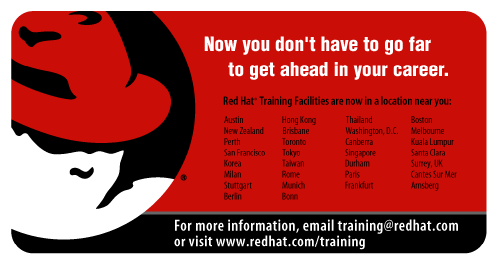 Now you don't have to go far
to get ahead in your career.
Red Hat® Training Facilities are now in a location near you:
Austin Hong Kong Thailand Boston
New Zaland Brisbane Washington, D.C. Melbourne
Perth Toronto Canberra Kuala Lumpur
San Francisco Tokyo Singapore Santa Clara
Korea Taiwan Durham Surrey, UK
Milan Rome Paris Cantes Sur Mer
Stuttgart Munich Frankfurt Amsberg
Berlin Bonn
®
For more information, email training@redhat.com
or visit www.redhat.com/training